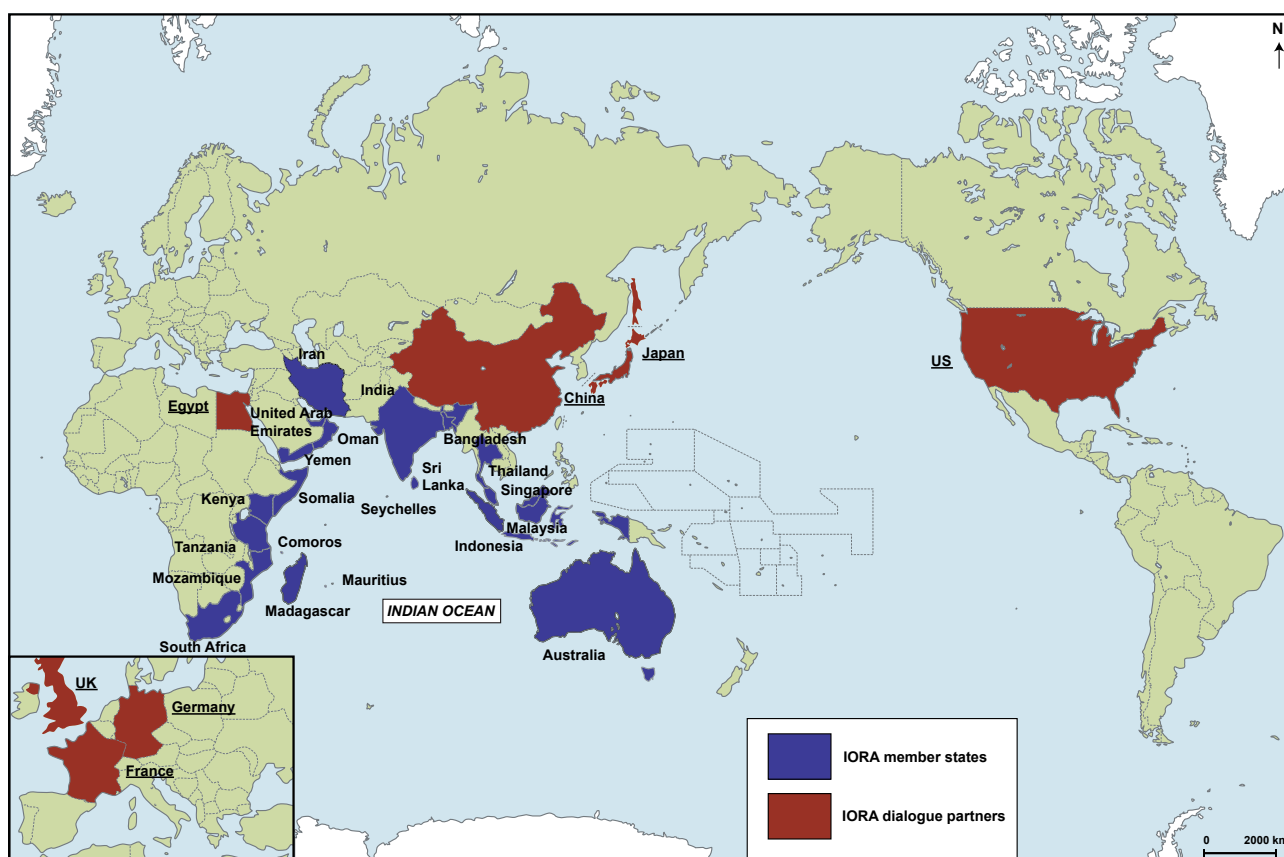 N
Iran
Japan
US
India
China
Egypt
United Arab
Emirates
Oman
Bangladesh
Yemen
Sri
Lanka
Thailand
Singapore
Kenya
Somalia
Seychelles
Malaysia
Tanzania
Comoros
Indonesia
Mozambique
Mauritius
Madagascar
INDIAN OCEAN
South Africa
Australia
UK
Germany
France
IORA member states
IORA dialogue partners
0 2000 km